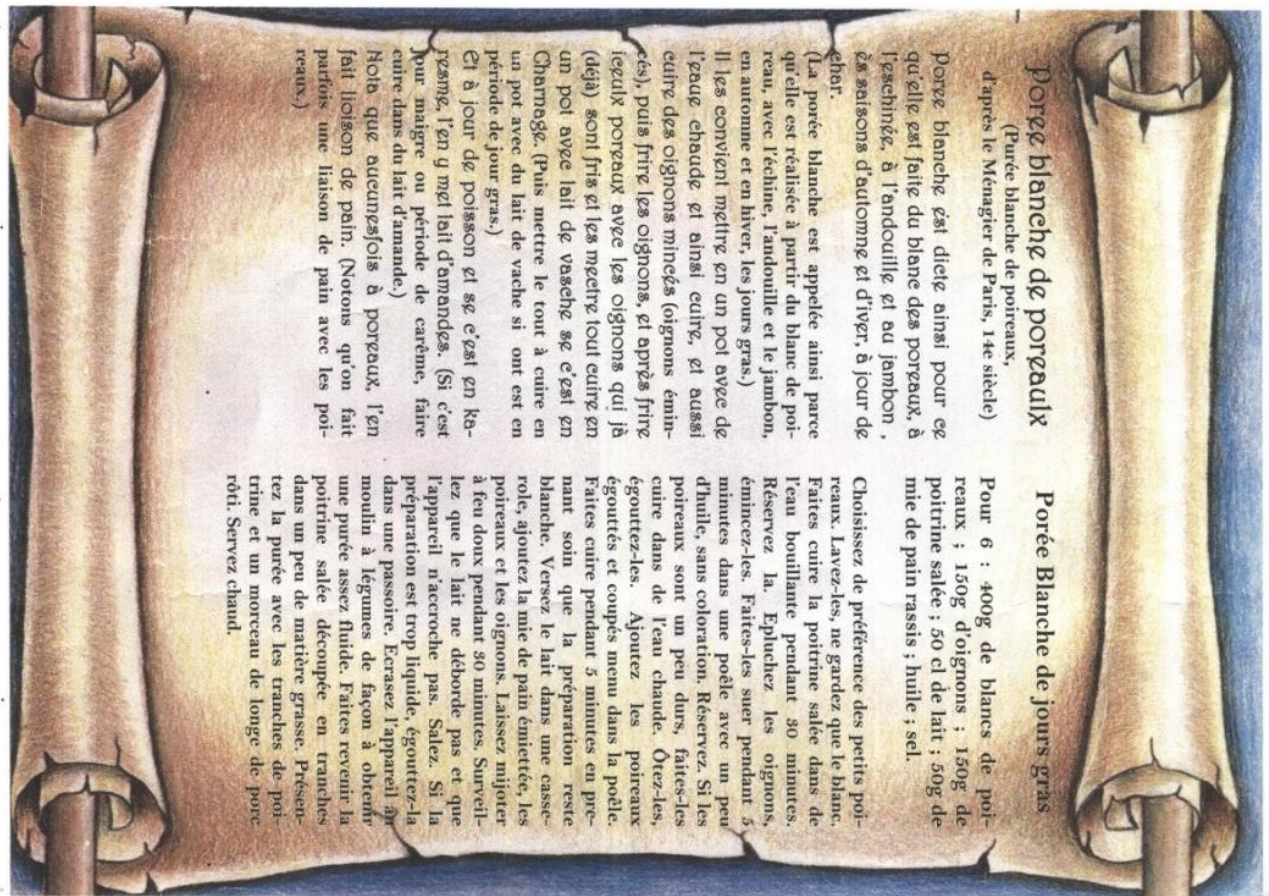 Poree blanche de poreaulx
(Purée blanche de poireaux,
d'après le Ménagier de Paris, 14e siècle)
Poree blanche est diete ainsi pour ce
qu'elle est faite du blanc des poreaux, à
l'eschinée, à l'andouille et au jambon ,
ès saisons d'automne et d'iver, à jour de
char.
(La porée blanche est appelée ainsi parce
qu'elle est réalisée à partir du blanc de poi-
reau, avec l'échine, l'andouille et le jambon,
en automne et en hiver, les jours gras.)
Il les convient mettre en un pot avec de
l'eaue chaude et ainsi cuire, et aussi
cuire des oignons mincés (oignons émin-
cés), puis frire les oignons, et après frire
iceulx poreaux avec les oignons qui jà
(déjà) sont fris et les mectre tout cuire en
un pot avec lait de vasche se c'est en
Charnage. (Puis mettre le tout à cuire en
un pot avec du lait de vache si ont est en
période de jour gras.)
Et à jour de poisson et se c'est en ka-
resme, l'en y met lait d'amandes. (Si c'est
jour maigre ou période de carême, faire
cuire dans du lait d'amande.)
Nota que aucunesfois à poreaux, l'en
fait lioison de pain. (Notons qu'on fait
parfois une liaison de pain avec les poi-
reaux.)
Porée Blanche de jours gras
Pour 6 : 400g de blancs de poi-
reaux ; 150g d'oignons ; 150g de
poitrine salée ; 50 cl de lait ; 50g de
mie de pain rassis ; huile ; sel.
Choisissez de préférence des petits poi-
reaux. Lavez-les, ne gardez que le blanc.
Faites cuire la poitrine salée dans de
l'eau bouillante pendant 30 minutes.
Réservez la. Epluchez les oignons,
émincez-les. Faites-les suer pendant 5
minutes dans une poêle avec un peu
d'huile, sans coloration. Réservez. Si les
poireaux sont un peu durs, faites-les
cuire dans de l'eau chaude. Ôrez-les,
égouttez-les. Ajoutez les poireaux
égouttés et coupés menu dans la poêle.
Faites cuire pendant 5 minutes en pre-
nant soin que la préparation reste
blanche. Versez le lait dans une casse-
role, ajoutez la mie de pain émiettée, les
poireaux et les oignons. Laissez mijoter
à feu doux pendant 30 minutes. Surveil-
lez que le lait ne déborde pas et que
l'appareil n'accroche pas. Salez. Si la
préparation est trop liquide, égouttez-la
dans une passoire. Ecrasez l'appareil au
moulin à légumes de façon à obtenir
une purée assez fluide. Faites revenir la
poitrine salée découpée en tranches
dans un peu de matière grasse. Présen-
tez la purée avec les tranches de poi-
tripe et un morceau de longe de porc
rôti. Servez chaud.